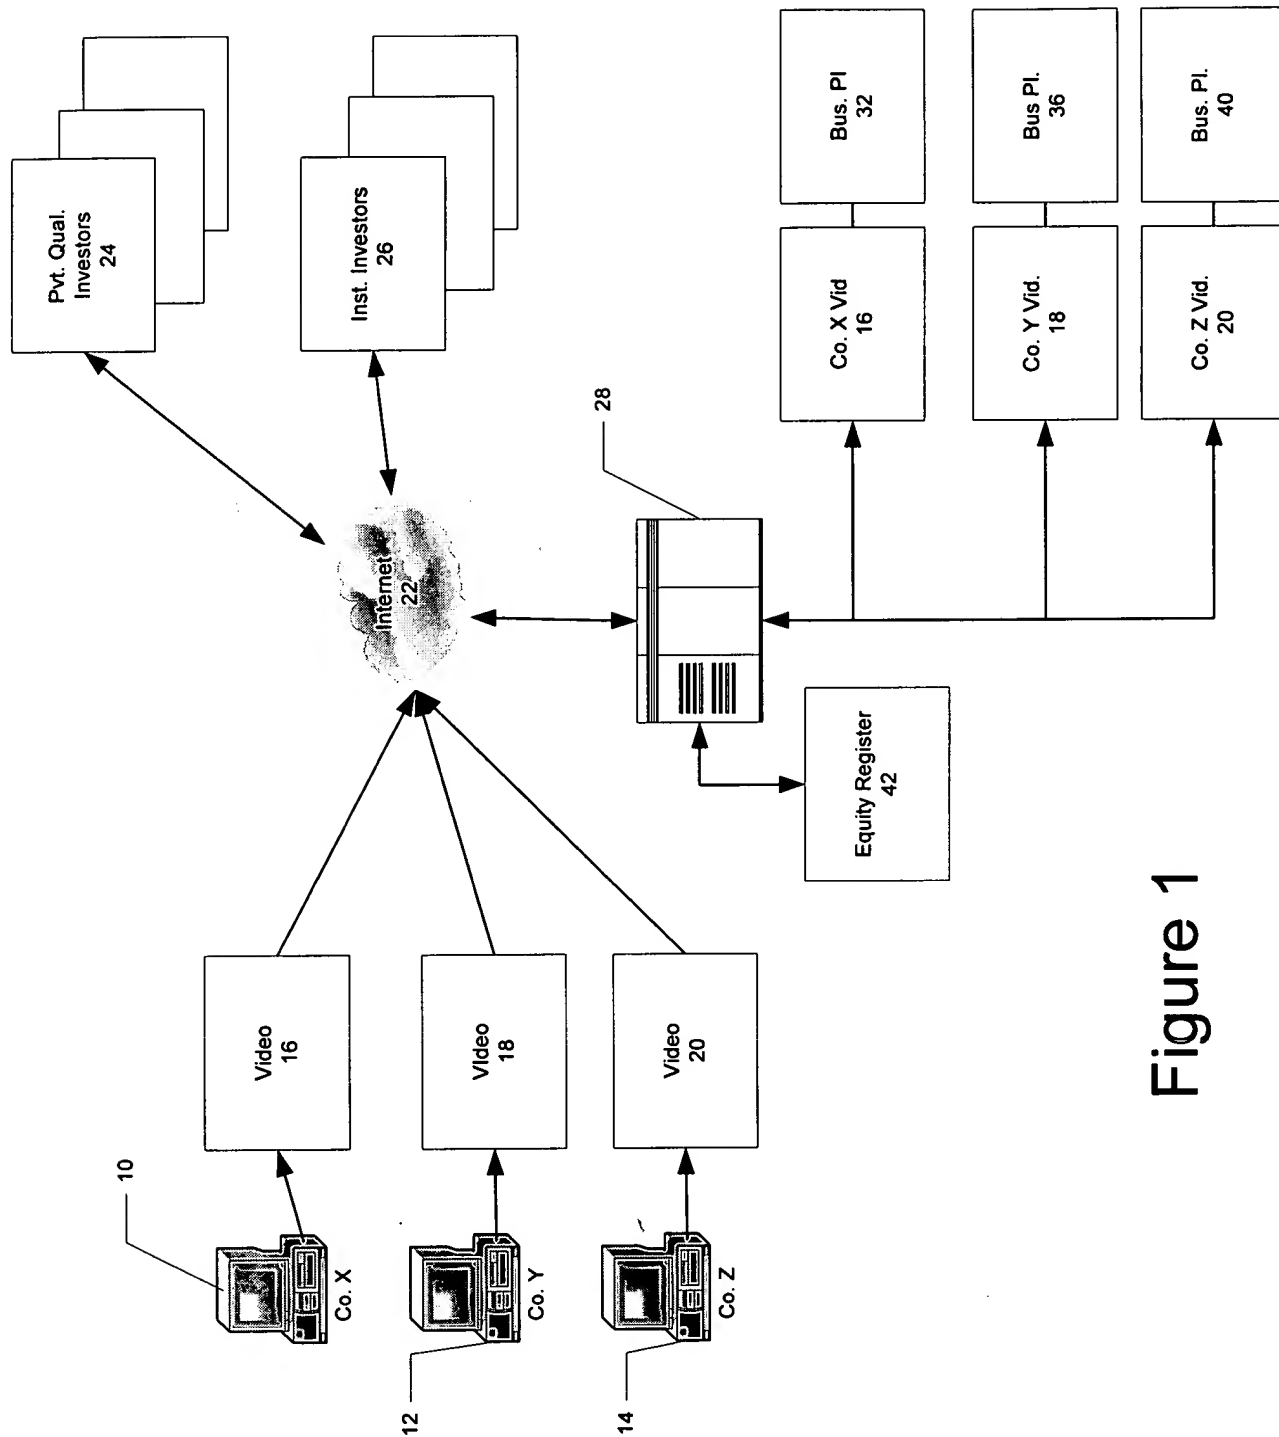 10
Co. X
12
Co. Y
14
Co. Z
Video
16
VIdeo
18
Video
20
Internet
22
Pvt. Qual.
Investors
24
Inst. Investors
26
28
Equity Register
42
Co. X Vid
16
Bus. Pl
32
Co. Y Vid.
18
Bus Pl.
36
Co. Z Vid.
20
Bus. Pl.
40
Figure 1